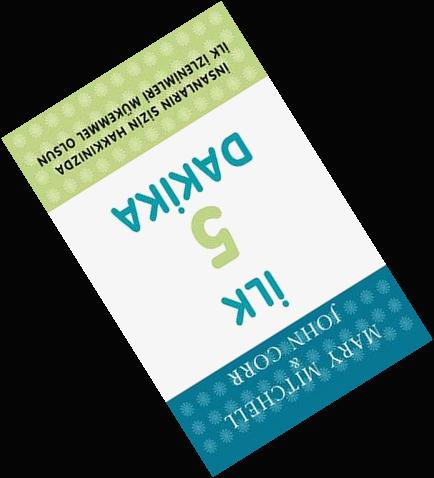 MARY MITCHELL
&
JOHN CORR
İLK
5
DAKİKA
İNSANLARIN SİZİN HAKKINIZDA
İLK İZLENİMLERİ MÜKEMMEL OLSUN